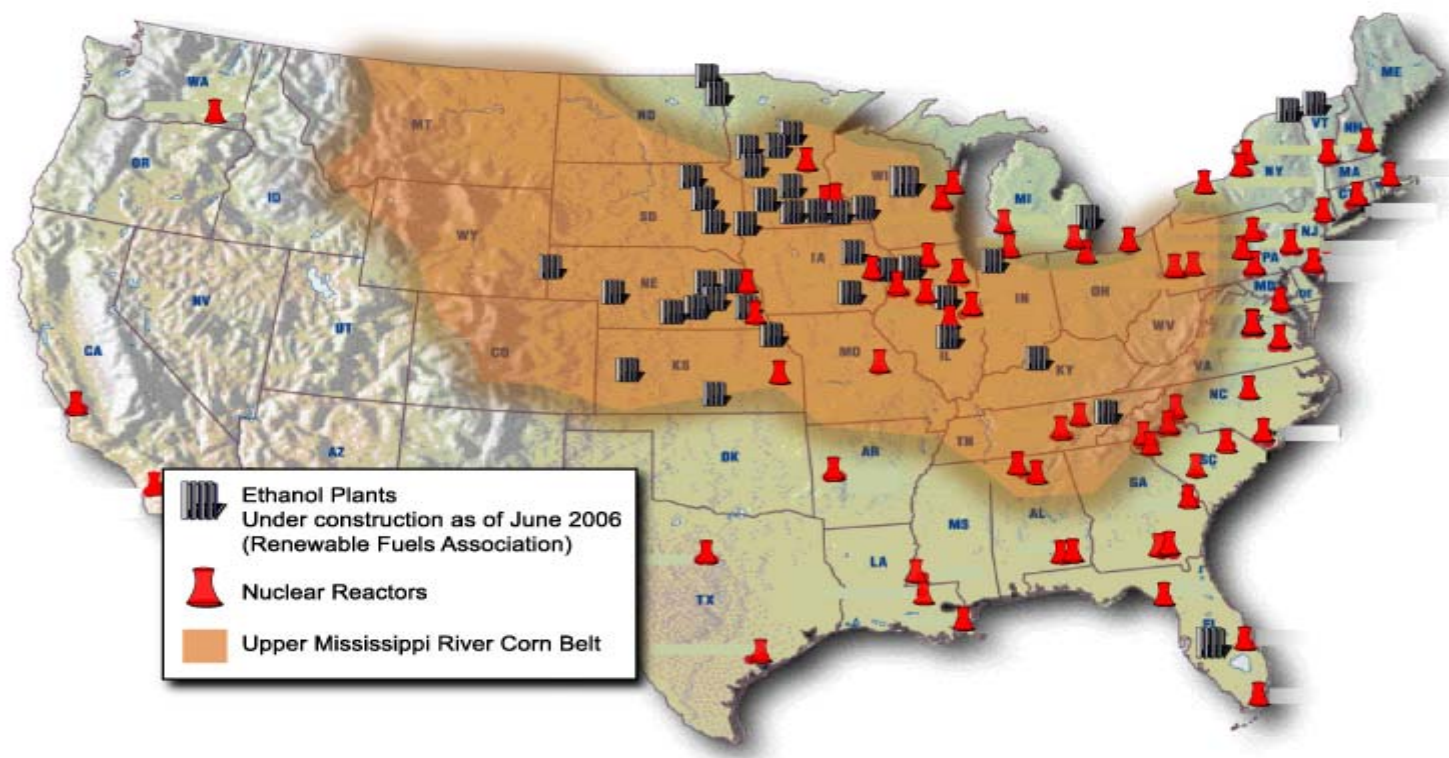 WA
MT
ND
ME
VT
NH
OR
ID
WI
NY
MA
CT
MI
SD
WY
IA
NE
PA
NJ
NV
UT
IN
OH
MD
DE
CA
CO
IL
WV
KS
MO
KY
VA
NC
AZ
OK
AR
TN
SC
MS
AL
GA
LA
TX
FL
Ethanol Plants
Under construction as of June 2006
(Renewable Fuels Association)
Nuclear Reactors
Upper Mississippi River Corn Belt